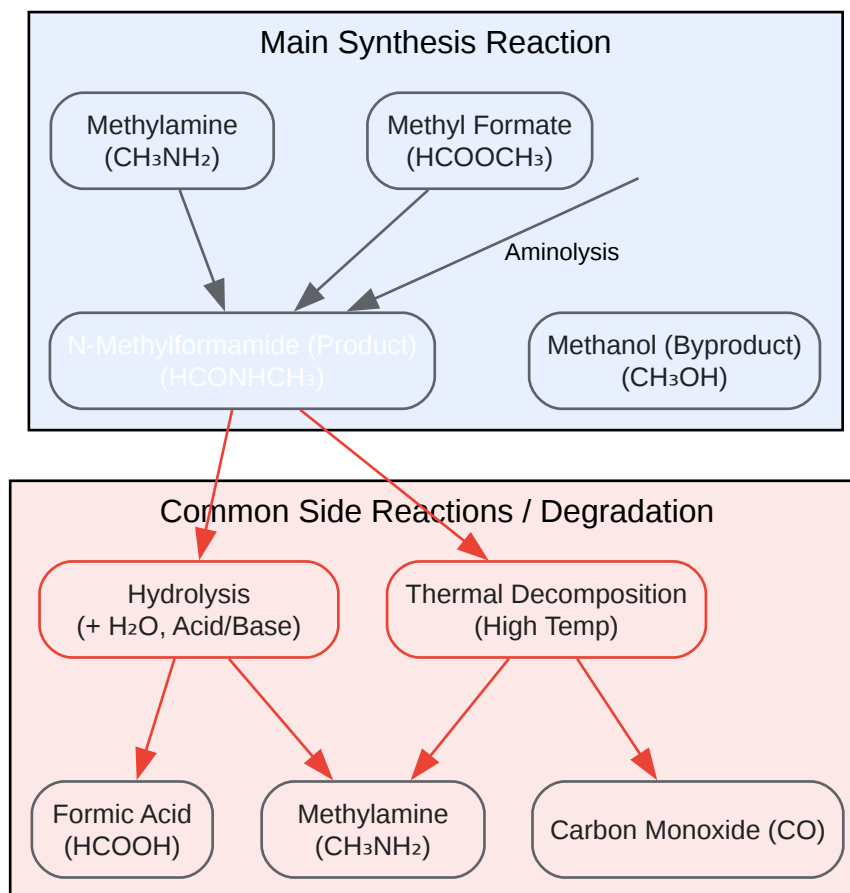 Main Synthesis Reaction
Methylamine
(CH₃NH₂)
Methyl Formate
(HCOOCH₃)
Aminolysis
N-Methylformamide (Product)
(HCONHCH₃)
Methanol (Byproduct)
(CH₃OH)
Common Side Reactions / Degradation
Hydrolysis
(+ H₂O, Acid/Base)
Thermal Decomposition
(High Temp)
Formic Acid
(HCOOH)
Methylamine
(CH₃NH₂)
Carbon Monoxide (CO)